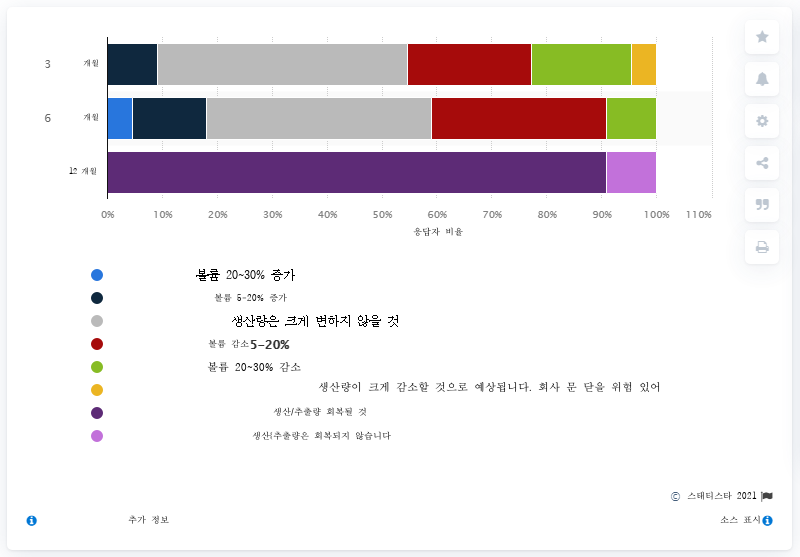 3 개월
6 개월
12 개월
0% 10% 20% 30% 40% 50% 60% 70% 80% 90% 100% 110%
응답자 비율
볼륨 20~30% 증가
볼륨 5-20% 증가
생산량은 크게 변하지 않을 것
볼륨 감소5–20%
볼륨 20~30% 감소
생산량이 크게 감소할 것으로 예상됩니다. 회사 문 닫을 위험 있어
생산/추출량 회복될 것
생산/추출량은 회복되지 않습니다
© 스태티스타 2021
추가 정보
소스 표시